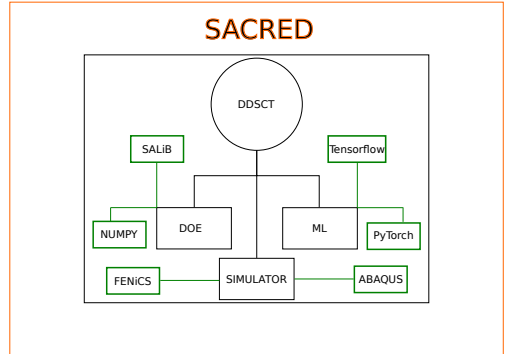 SACRED
DDSCT
SALiB
Tensorflow
NUMPY
DOE
ML
PyTorch
FENiCS
SIMULATOR
ABAQUS